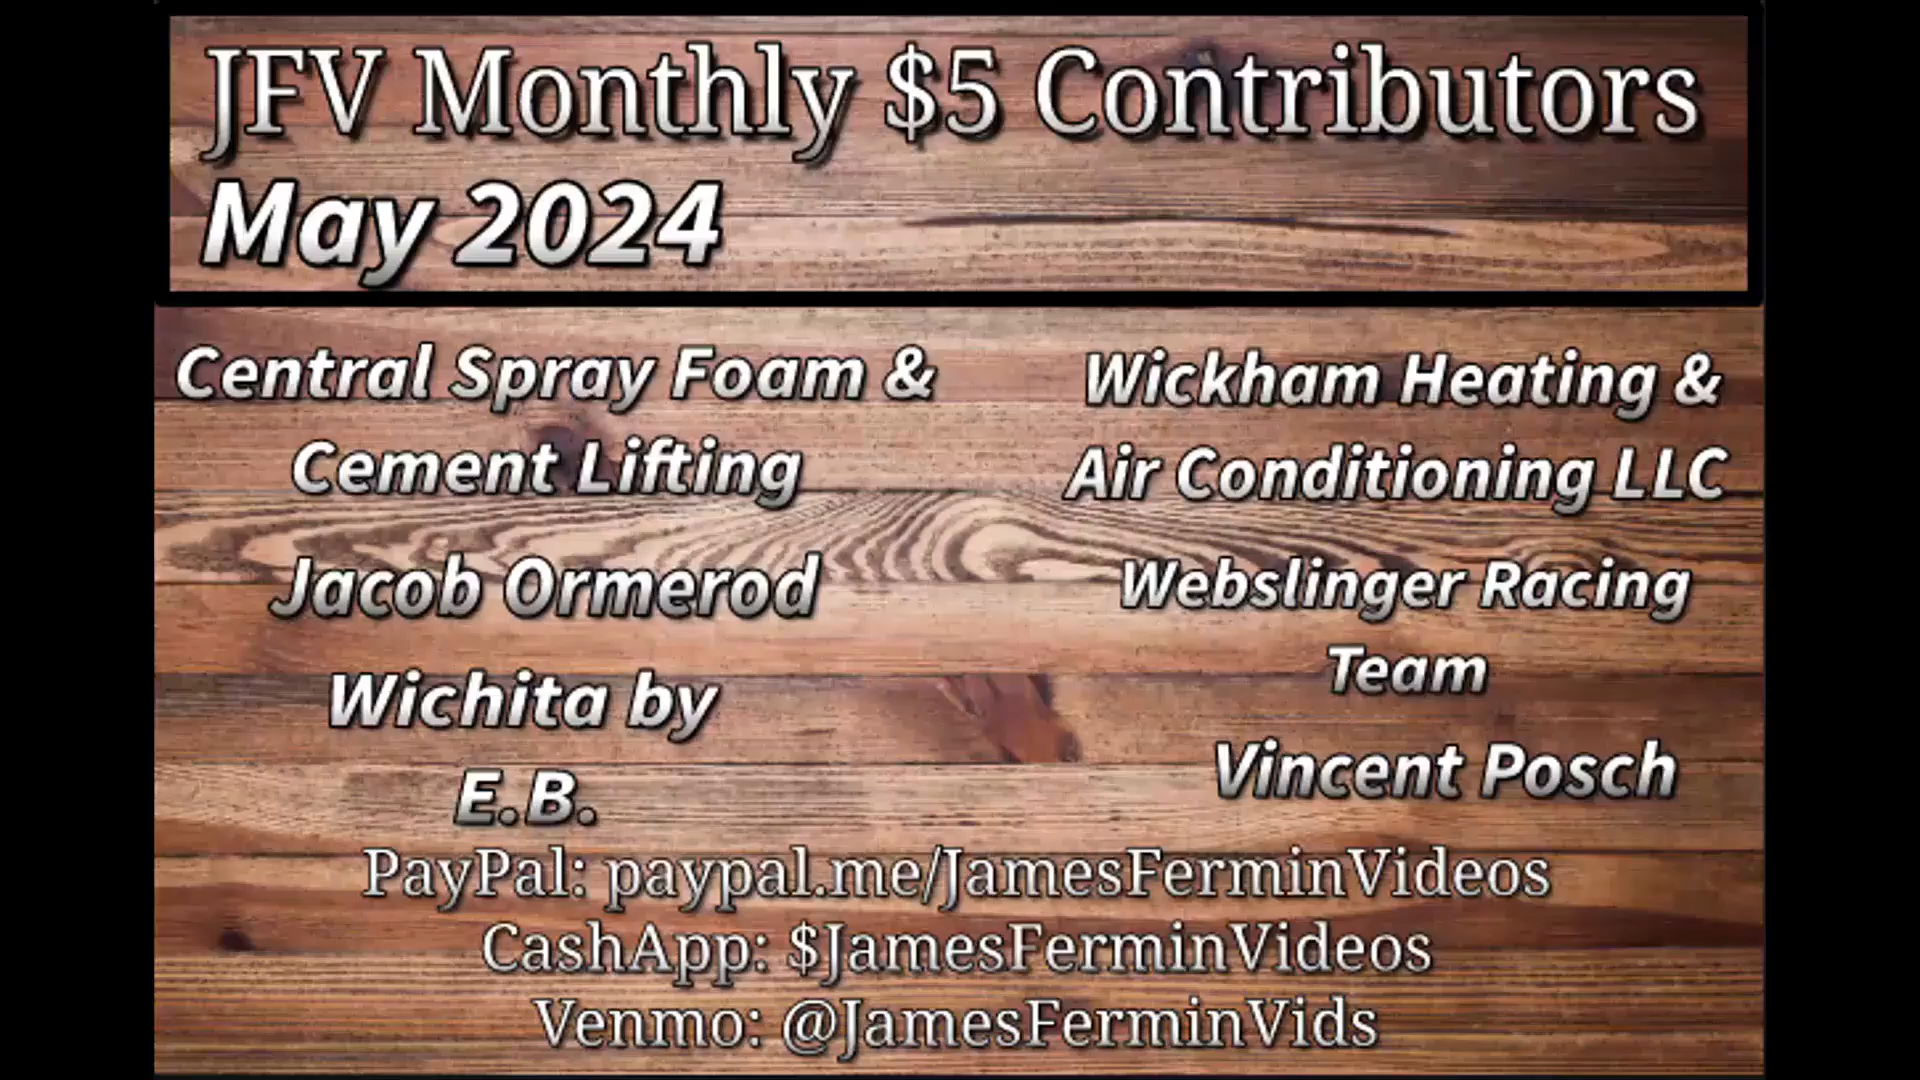 JFV Monthly $5 Contributors
May 2024
Central Spray Foam &
Cement Lifting
Jacob Ormerod
Wichita by
E.B.
Wickham Heating &
Air Conditioning LLC
Webslinger Racing
Team
Vincent Posch
PayPal: paypal.me/JamesFerminVideos
CashApp: $JamesFerminVideos
Venmo: @JamesFerminVids